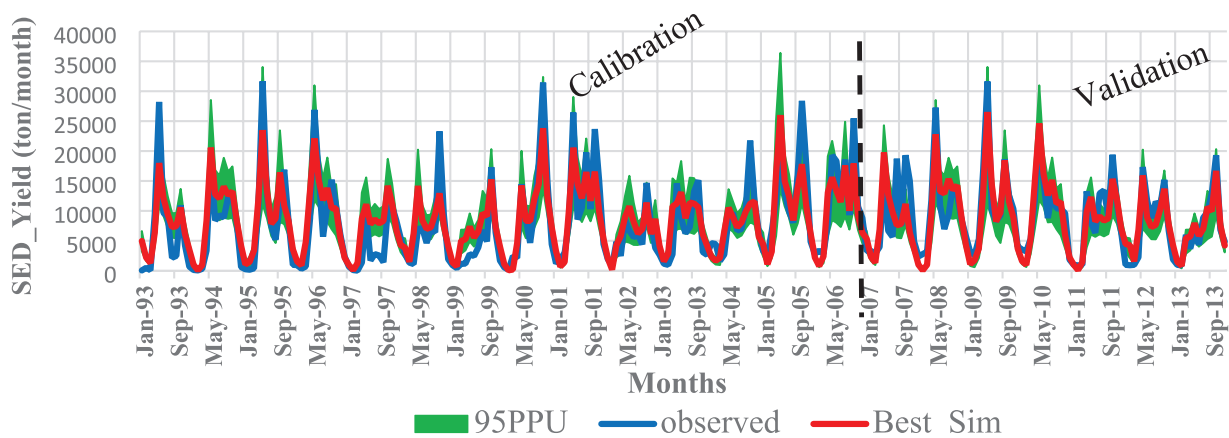 SED_Yield (ton/month)
40000
35000
30000
25000
20000
15000
10000
50000
0
Calibration
Validation
Jan-93
Sep-93
May-94
Jan-95
Sep-95
May-96
Jan-97
Sep-97
May-98
Jan-99
Sep-99
May-00
Jan-01
Sep-01
May-02
Jan-03
Sep-03
May-04
Jan-05
Sep-05
May-06
Jan-07
Sep-07
May-08
Jan-09
Sep-09
May-10
Jan-11
Sep-11
May-12
Jan-13
Sep-13
Months
95PPU observed Best_Sim